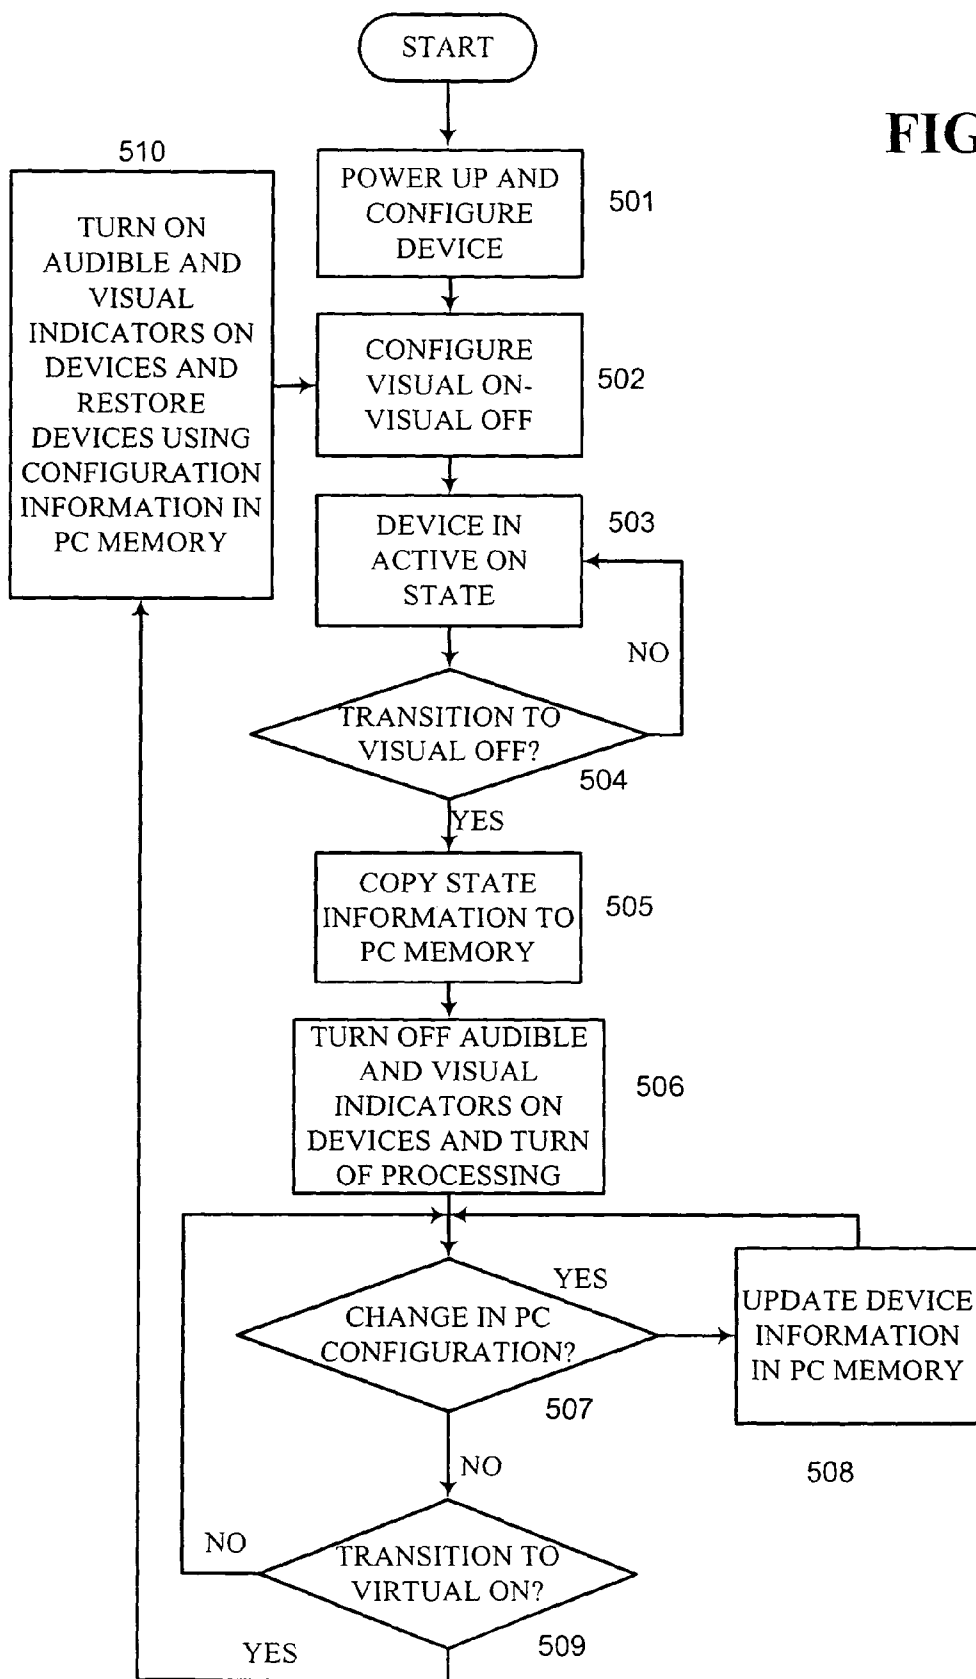 START
FIG
510
POWER UP AND
CONFIGURE
DEVICE
501
TURN ON
AUDIBLE AND
VISUAL
INDICATORS ON
DEVICES AND
RESTORE
DEVICES USING
CONFIGURATION
INFORMATION IN
PC MEMORY
CONFIGURE
VISUAL ON-
VISUAL OFF
502
DEVICE IN
ACTIVE ON
STATE
503
NO
TRANSITION TO
VISUAL OFF?
504
YES
COPY STATE
INFORMATION TO
PC MEMORY
505
TURN OFF AUDIBLE
AND VISUAL
INDICATORS ON
DEVICES AND TURN
OF PROCESSING
506
CHANGE IN PC
CONFIGURATION?
YES
507
UPDATE DEVICE
INFORMATION
IN PC MEMORY
508
NO
NO
TRANSITION TO
VIRTUAL ON?
509
YES